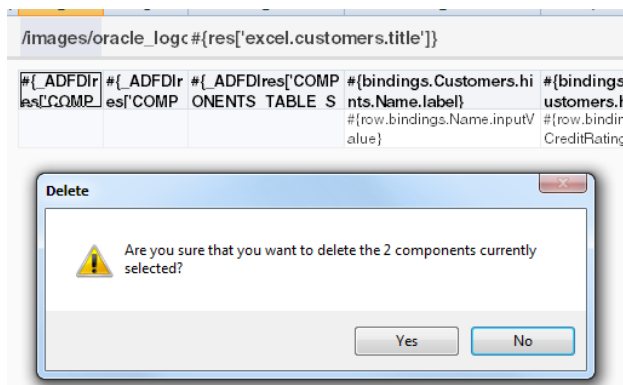 /images/oracle_logc #{res['excel.customers.title']}
#{_ADFDIr #{_ADFDIr #{_ADFDIres['COMP #{bindings.Customers.hi #{bindings
es['COMP es['COMP ONENTS_TABLE_S nts.Name.label} ustomers.h
#{row.bindings.Name.inputV #{row.bindin
alue} CreditRating
Delete
Are you sure that you want to delete the 2 components currently
selected?
Yes No